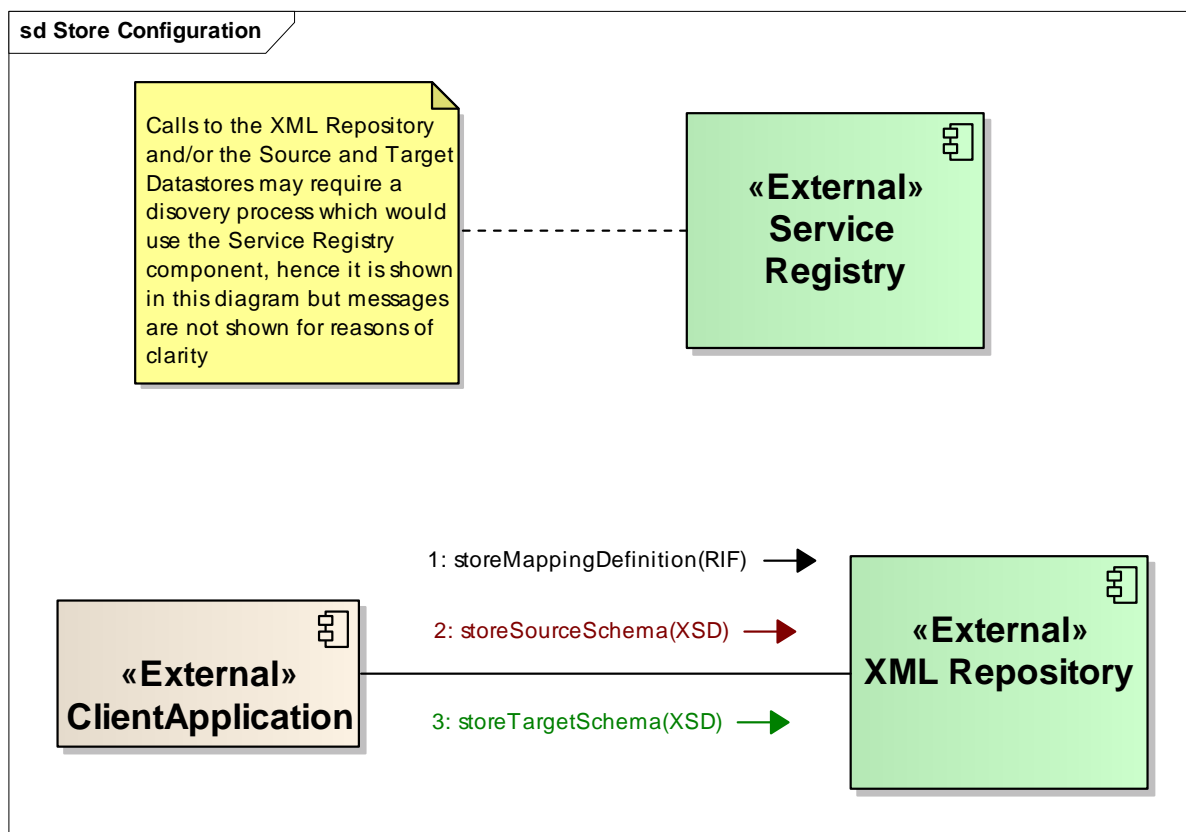 sd Store Configuration
Calls to the XML Repository
and/or the Source and Target
Datastores may require a
disovery process which would
use the Service Registry
component, hence it is shown
in this diagram but messages
are not shown for reasons of
clarity
«External»
Service
Registry
1: storeMappingDefinition(RIF)
2: storeSourceSchema(XSD)
3: storeTargetSchema(XSD)
«External»
ClientApplication
«External»
XML Repository